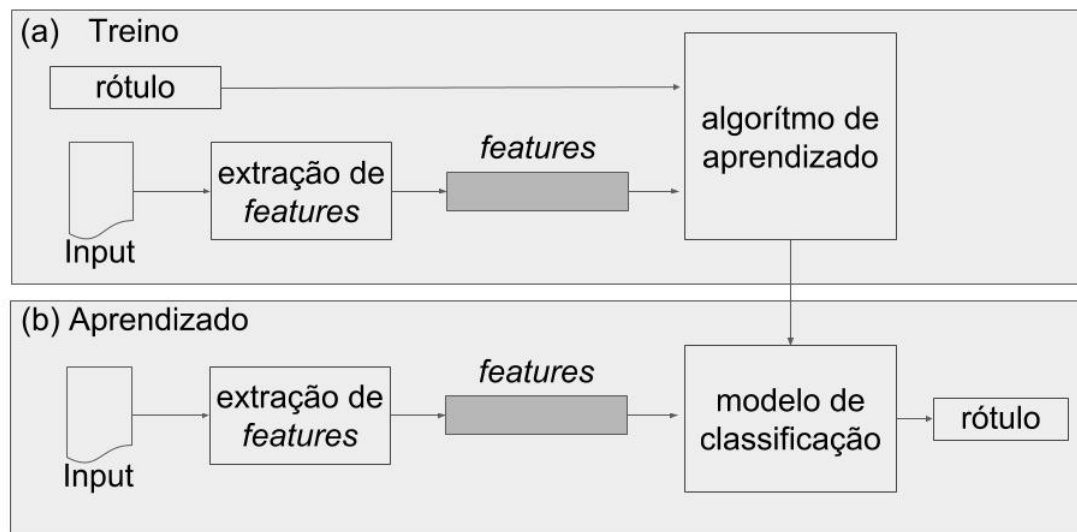 (a) Treino
rótulo
algorítmo de
aprendizado
features
extração de
features
Input
(b) Aprendizado
features
extração de
features
modelo de
classificação
rótulo
Input